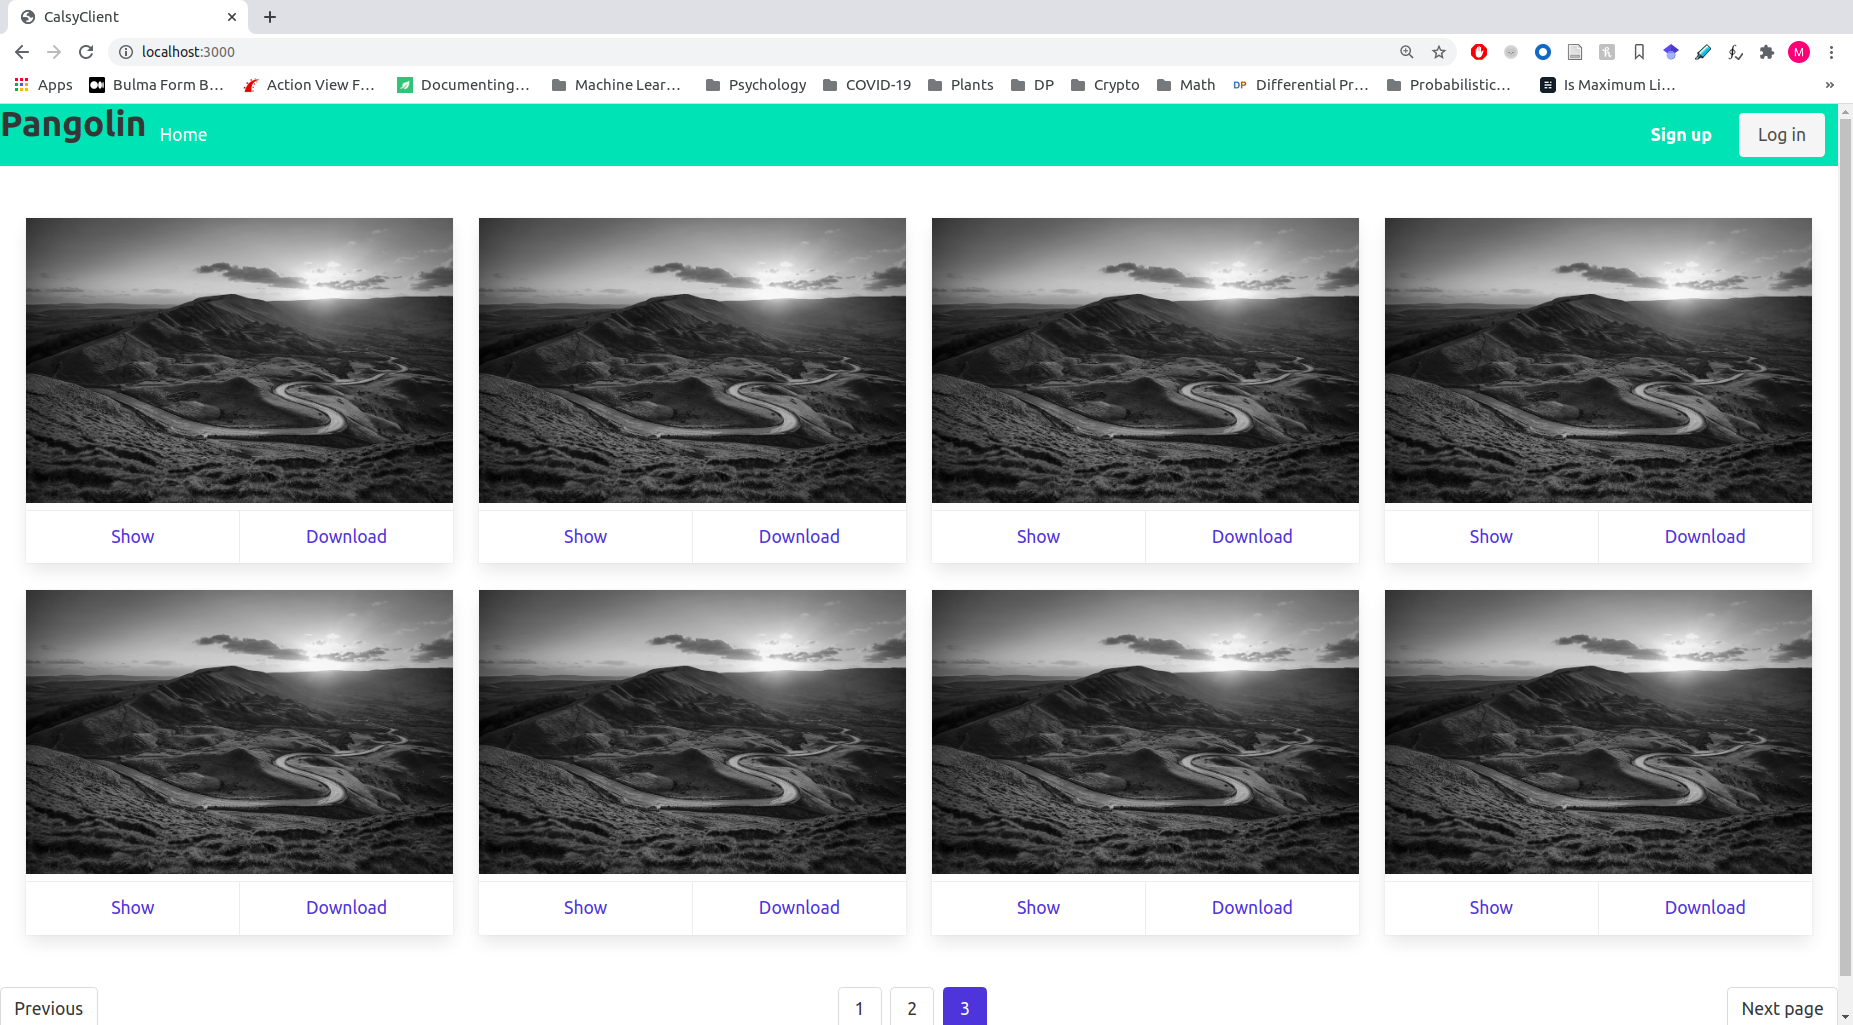 CalsyClient
localhost:3000
M
Apps Bulma Form B... Action View F... Documenting... Machine Lear... Psychology COVID-19 Plants DP Crypto Math DP Differential Pr... Probabilistic... Is Maximum Li... »
Pangolin Home Sign up Log in
Show Download Show Download Show Download Show Download
Show Download Show Download Show Download Show Download
Previous 1 2 3 Next page